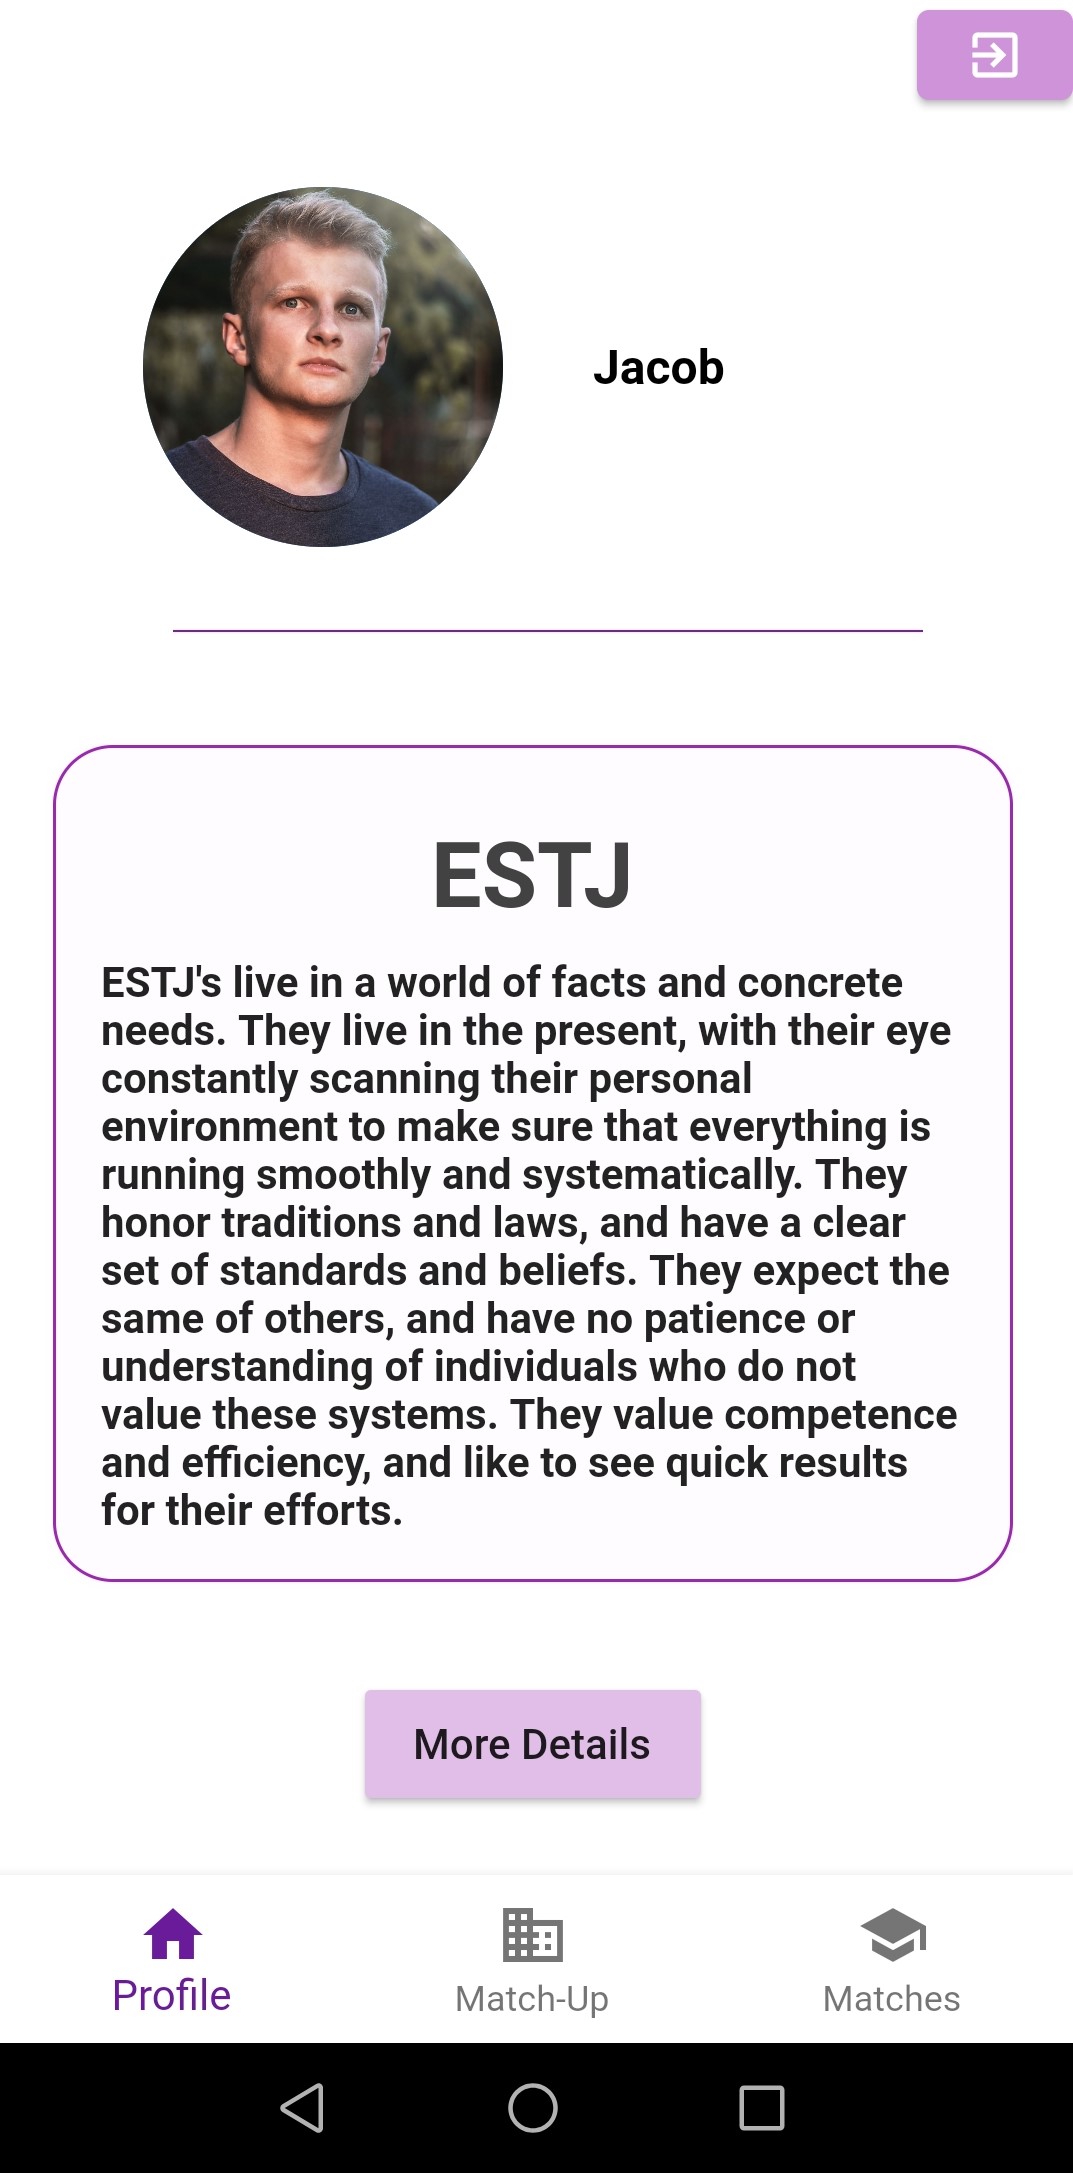 Jacob
ESTJ
ESTJ's live in a world of facts and concrete
needs. They live in the present, with their eye
constantly scanning their personal
environment to make sure that everything is
running smoothly and systematically. They
honor traditions and laws, and have a clear
set of standards and beliefs. They expect the
same of others, and have no patience or
understanding of individuals who do not
value these systems. They value competence
and efficiency, and like to see quick results
for their efforts.
More Details
Profile
Match-Up
Matches